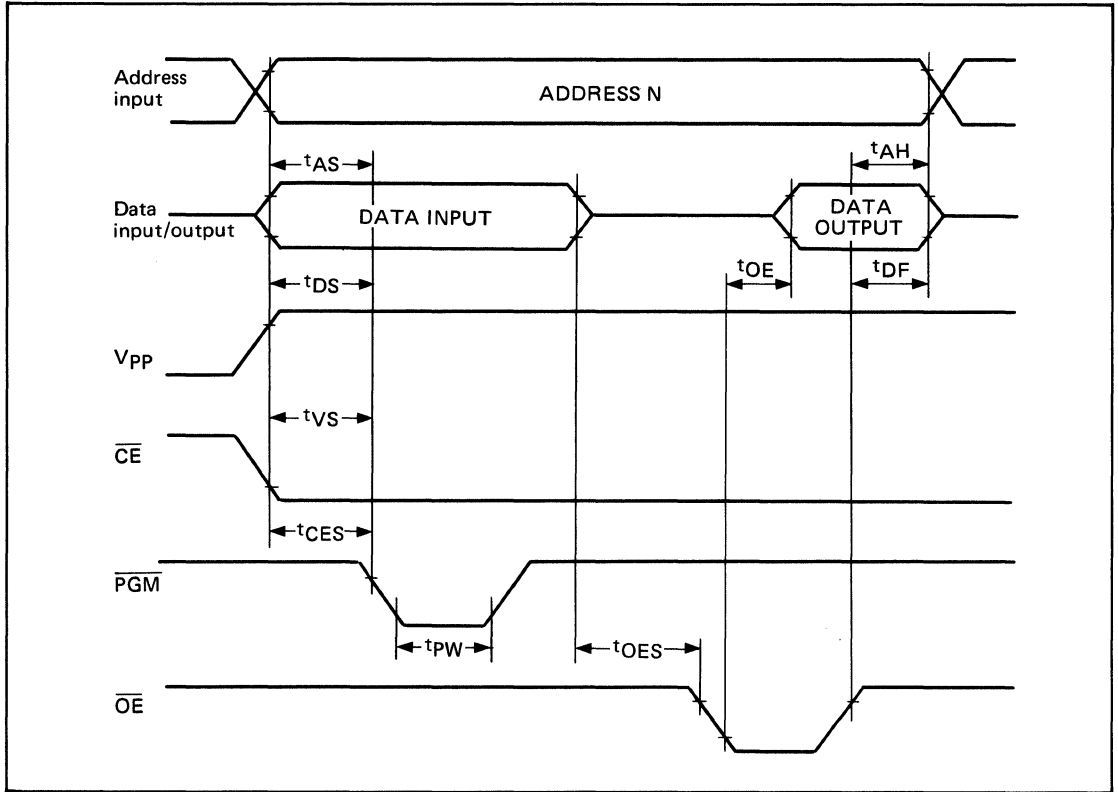 Address
input
ADDRESS N
tAS
tAH
Data
input/output
DATA INPUT
DATA
OUTPUT
tDS
tOE
tDF
VPP
tVS
CE
tCES
PGM
tPW
tOES
OE